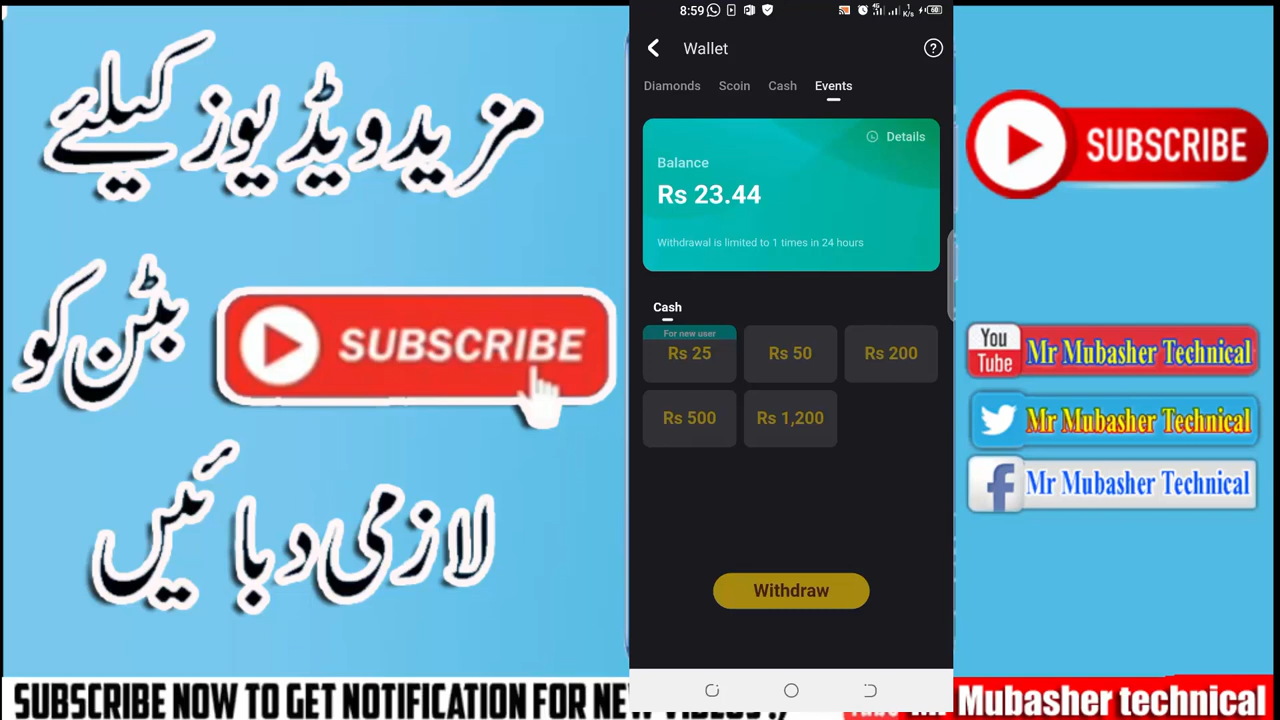 مزید ویڈیوز کیلئے
بٹن کو
SUBSCRIBE
لازمی دبائیں
8:59
4G
1
K/s
60
Wallet
Diamonds Scoin Cash Events
Details
Balance
Rs 23.44
Withdrawal is limited to 1 times in 24 hours
Cash
For new user
Rs 25 Rs 50 Rs 200
Rs 500 Rs 1,200
Withdraw
SUBSCRIBE
You
Tube
Mr Mubasher Technical
Mr Mubasher Technical
Mr Mubasher Technical
SUBSCRIBE NOW TO GET NOTIFICATION FOR NEW
Mubasher technical